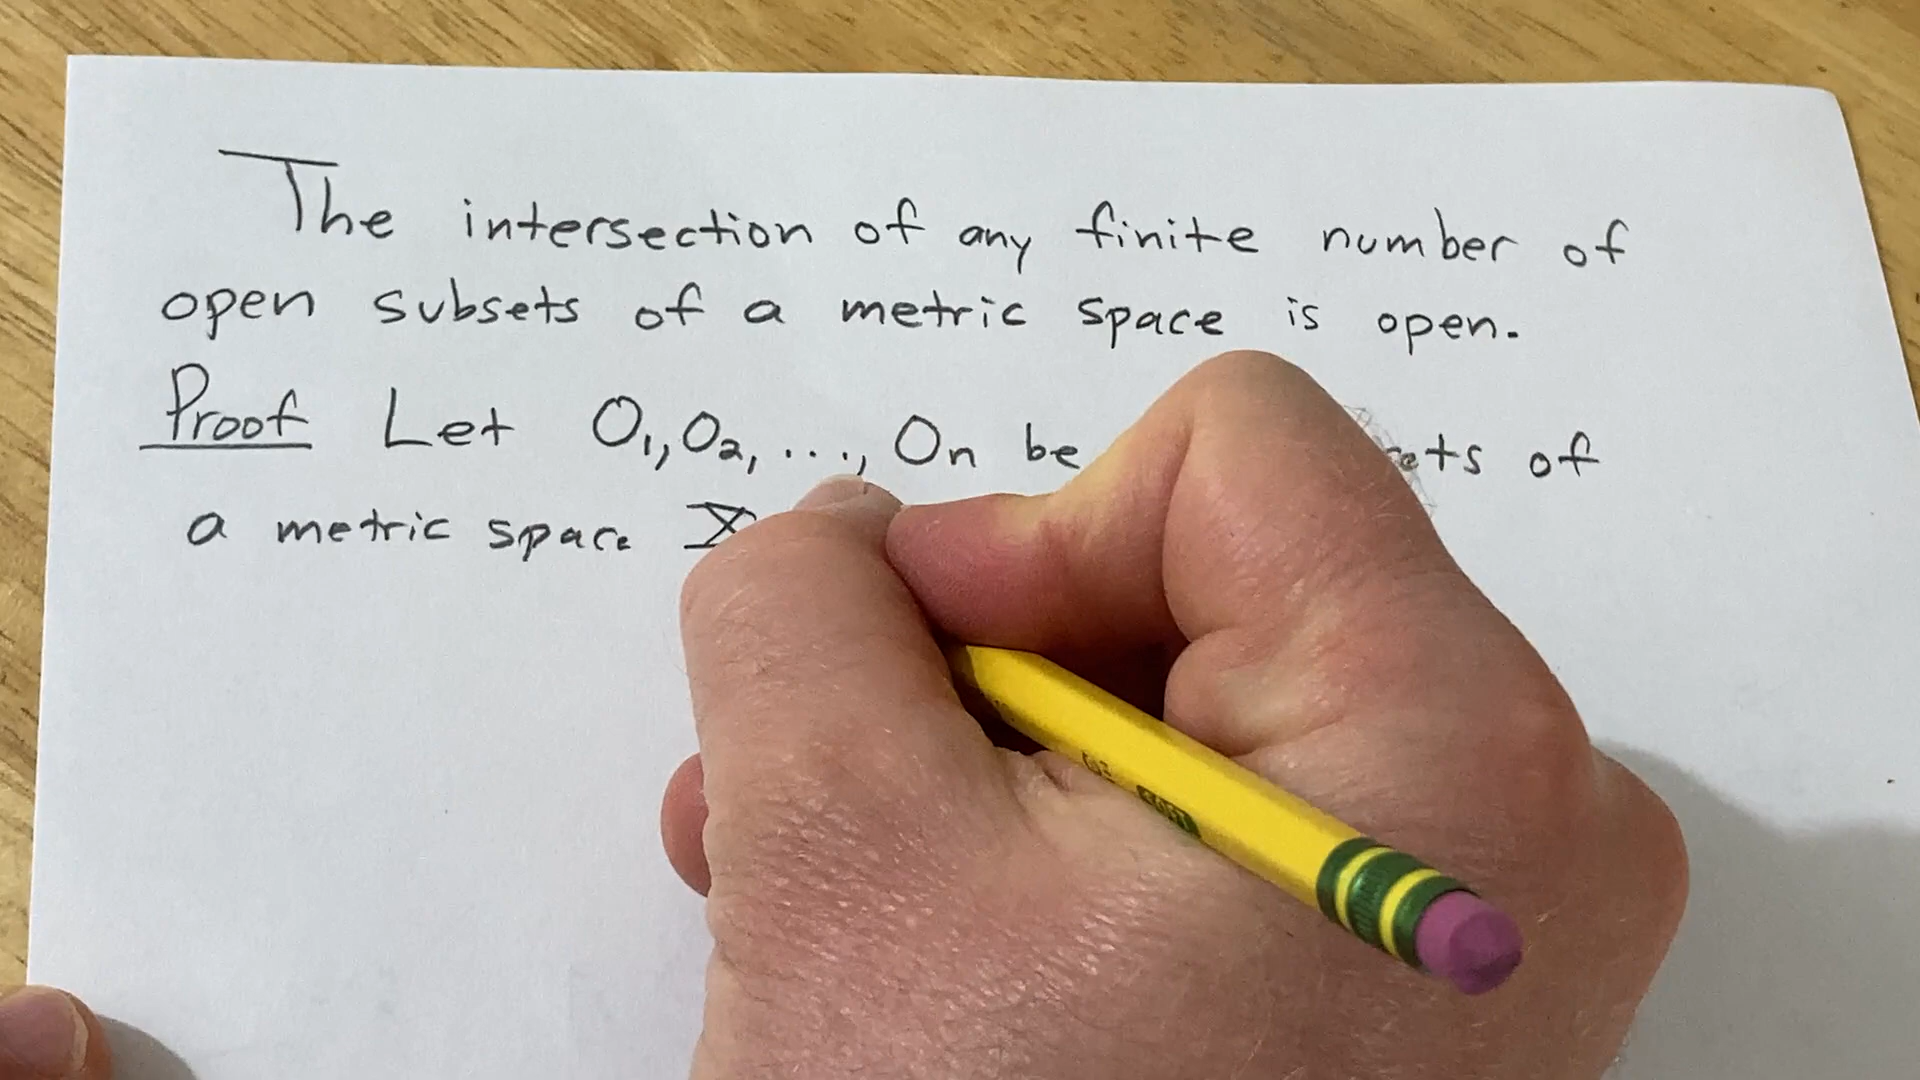 The intersection of any finite number of
open subsets of a metric space is open.
Proof Let O₁, O₂, ..., On be
of
a metric space X